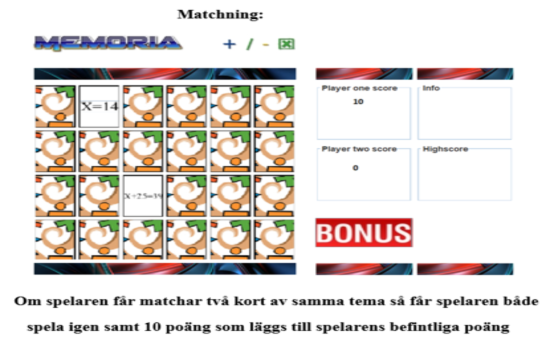 Matchning:
MEMORIA + / -
X=14
X+25=39
Player one score
10
Info
Player two score
0
Highscore
BONUS
Om spelaren får matchar två kort av samma tema så får spelaren både
spela igen samt 10 poäng som läggs till spelarens befintliga poäng